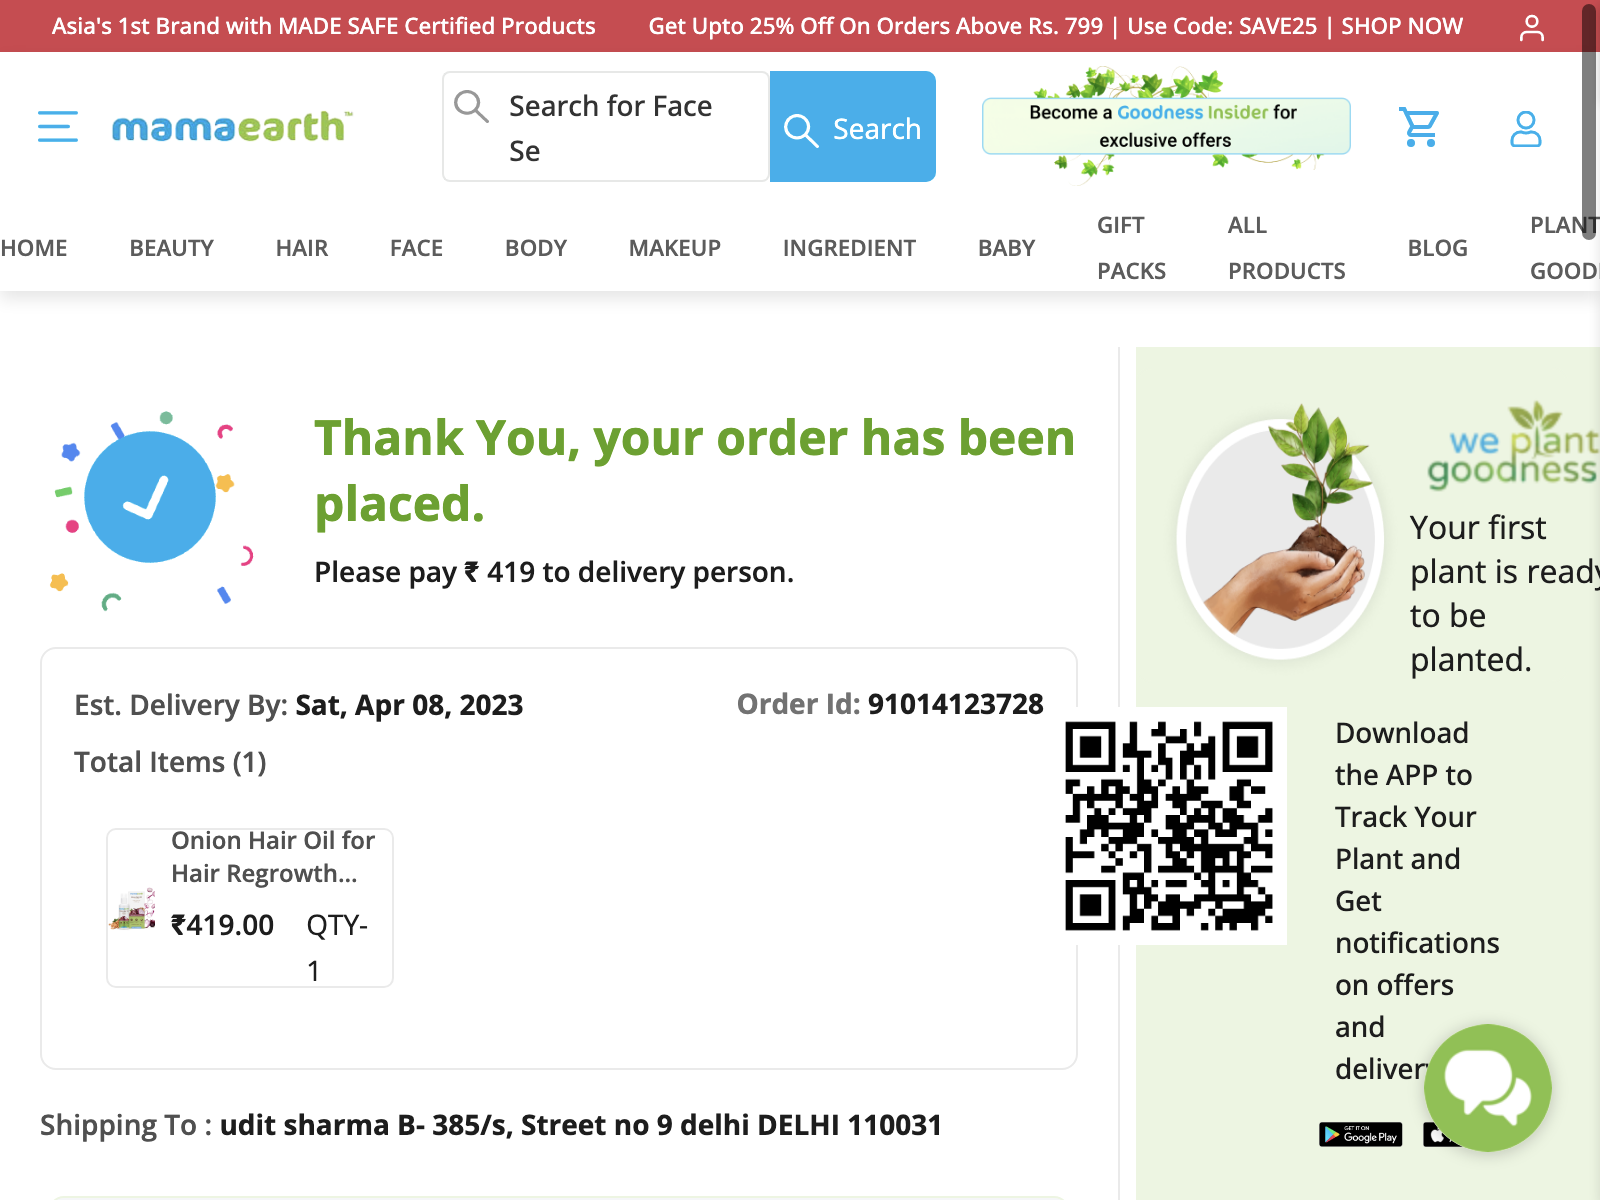 Asia's 1st Brand with MADE SAFE Certified Products
Get Upto 25% Off On Orders Above Rs. 799 | Use Code: SAVE25 | SHOP NOW
mamaearth™
Search for Face
Se
Search
Become a Goodness Insider for
exclusive offers
HOME
BEAUTY
HAIR
FACE
BODY
MAKEUP
INGREDIENT
BABY
GIFT
PACKS
ALL
PRODUCTS
BLOG
PLANT
GOOD
Thank You, your order has been
placed.
Please pay ₹ 419 to delivery person.
Est. Delivery By: Sat, Apr 08, 2023
Order Id: 91014123728
Total Items (1)
Onion Hair Oil for
Hair Regrowth...
₹419.00
QTY-
1
Shipping To : udit sharma B- 385/s, Street no 9 delhi DELHI 110031
we plant
goodness
Your first
plant is ready
to be
planted.
Download
the APP to
Track Your
Plant and
Get
notifications
on offers
and
delivery
GET IT ON
Google Play